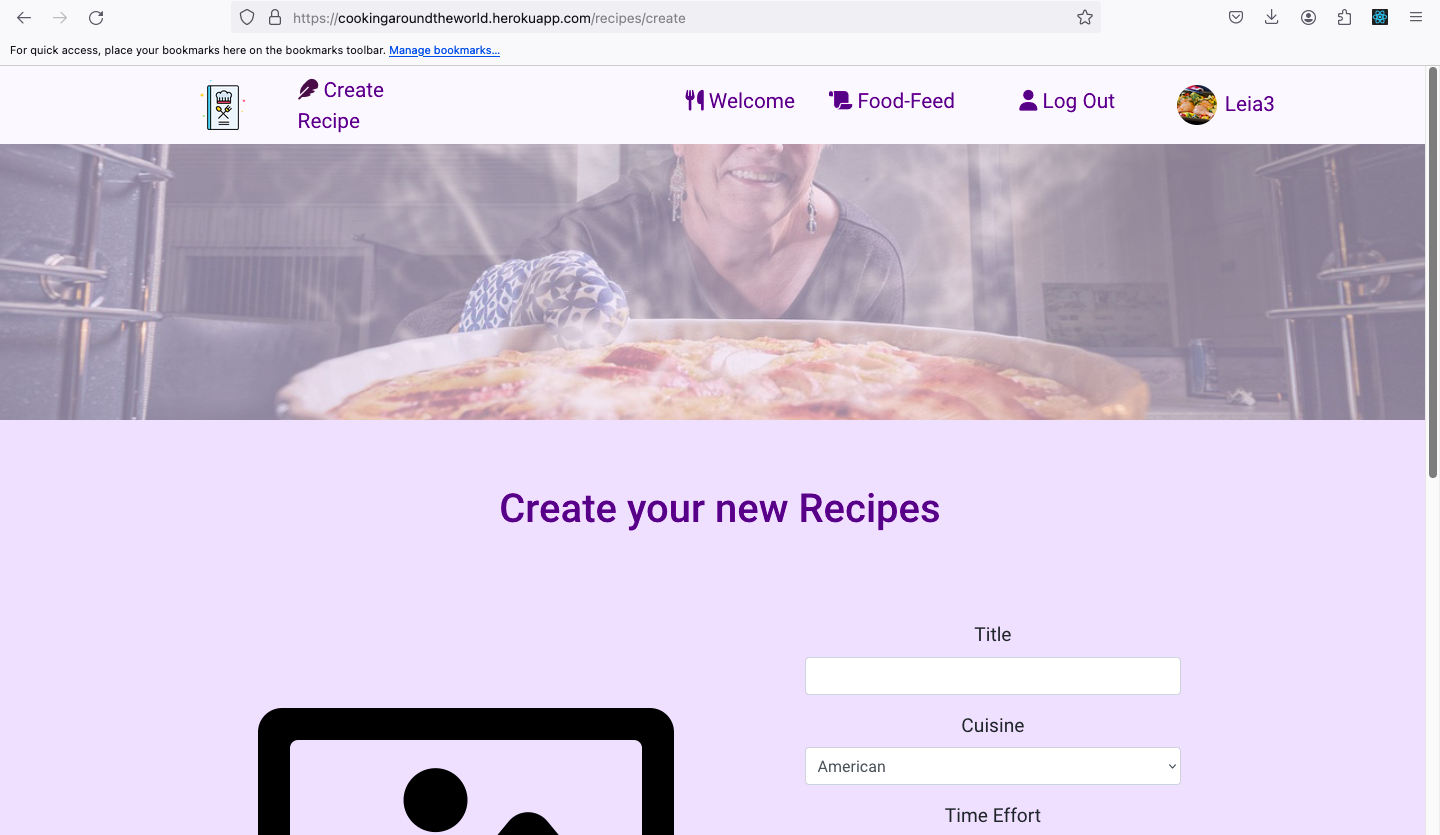 https://cookingaroundtheworld.herokuapp.com/recipes/create
For quick access, place your bookmarks here on the bookmarks toolbar. Manage bookmarks...
Create
Recipe
Welcome
Food-Feed
Log Out
Leia3
Create your new Recipes
Title
Cuisine
American
Time Effort